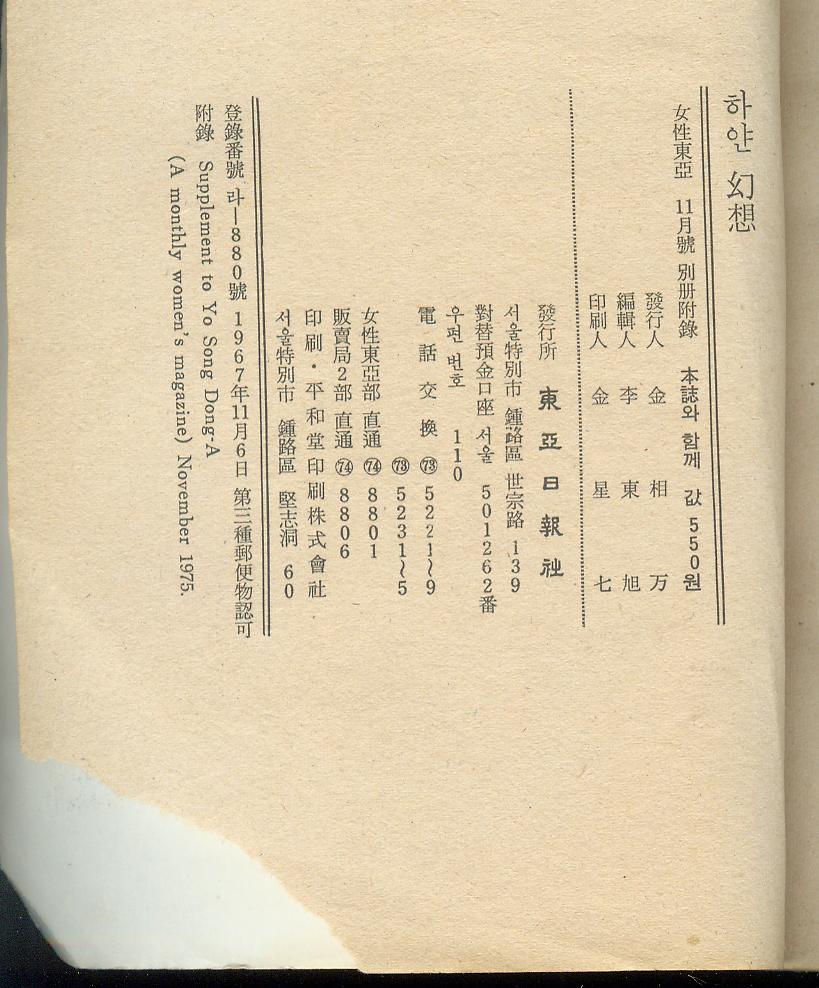 하얀 幻想
女性東亞 11月號 別册附錄 本誌와 함께 값 550원
發行人 金相万
編輯人 李東旭
印刷人 金星七
發行所 東亞日報社
서울特別市 鍾路區 世宗路 139
對替預金口座 서울 501262番
우편 번호 110
電話交換 ㉓ 5221~9
㉓ 5231~5
女性東亞部 直通 ㉔ 8801
販賣局2部 直通 ㉔ 8806
印刷·平和堂印刷株式會社
서울特別市 鍾路區 堅志洞 60
登錄番號 라—880號 1967年11月6日 第三種郵便物認可
附錄 Supplement to Yo Song Dong-A
(A monthly women's magazine) November 1975.